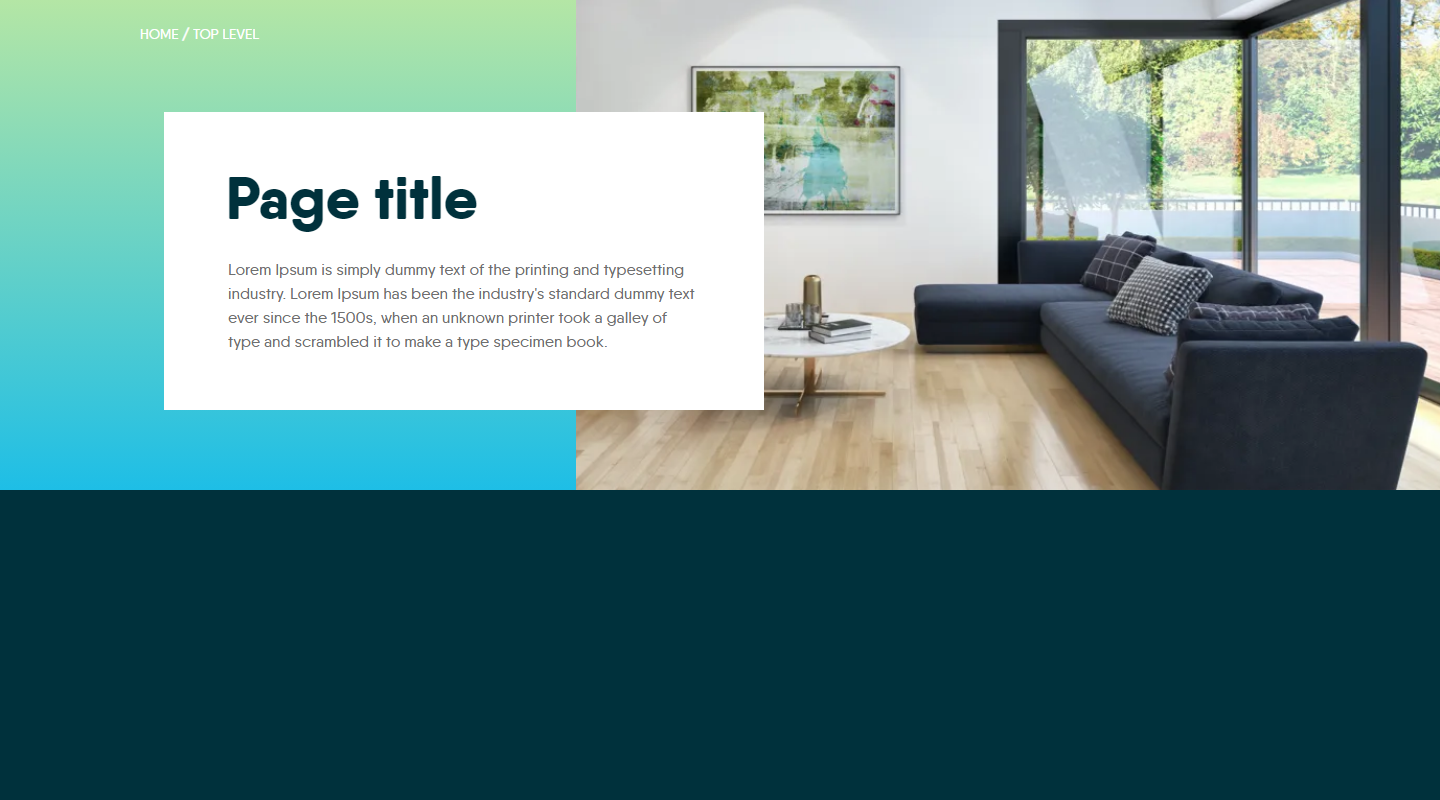 HOME / TOP LEVEL
Page title
Lorem Ipsum is simply dummy text of the printing and typesetting
industry. Lorem Ipsum has been the industry's standard dummy text
ever since the 1500s, when an unknown printer took a galley of
type and scrambled it to make a type specimen book.